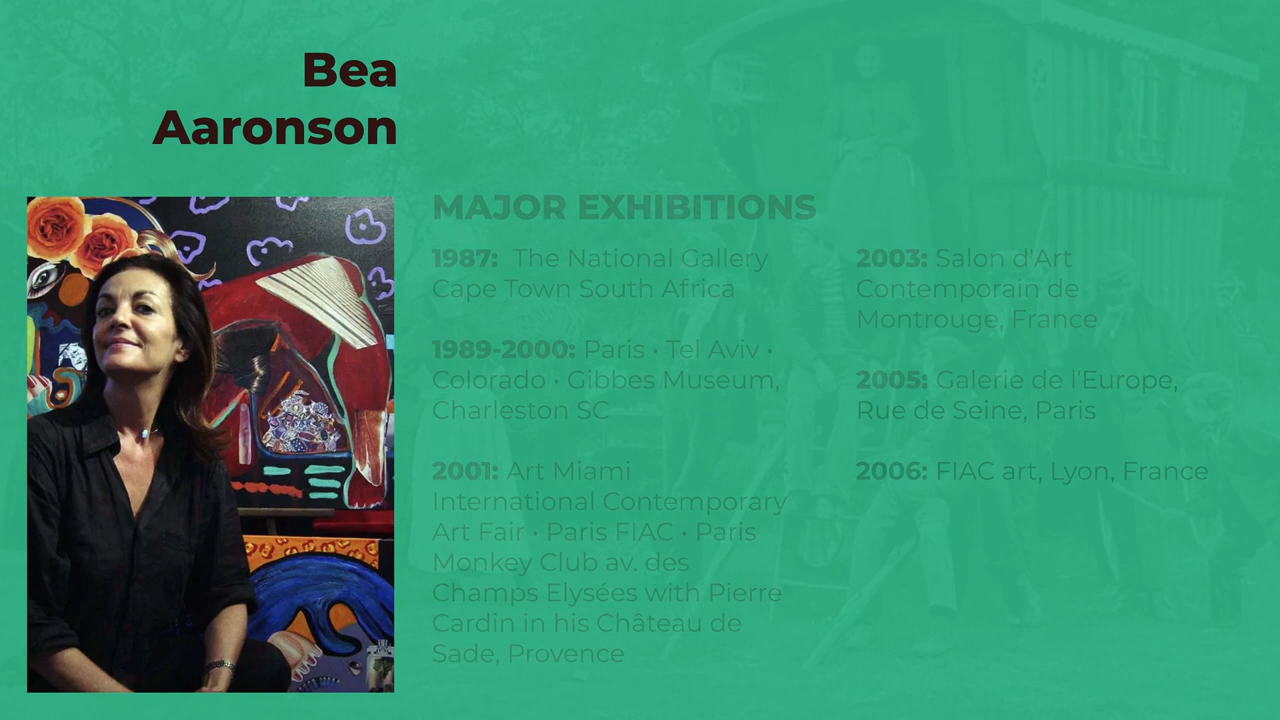 Bea
Aaronson
MAJOR EXHIBITIONS
1987:  The National Gallery
Cape Town South Africa
1989-2000: Paris · Tel Aviv ·
Colorado · Gibbes Museum,
Charleston SC
2001: Art Miami
International Contemporary
Art Fair · Paris FIAC · Paris
Monkey Club av. des
Champs Elysées with Pierre
Cardin in his Château de
Sade, Provence
2003: Salon d'Art
Contemporain de
Montrouge, France
2005: Galerie de l'Europe,
Rue de Seine, Paris
2006: FIAC art, Lyon, France